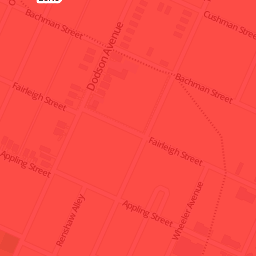 Bachman Street
Cushman Street
Dodson Avenue
Bachman Street
Fairleigh Street
Fairleigh Street
Appling Street
Renshaw Alley
Appling Street
Wheeler Avenue